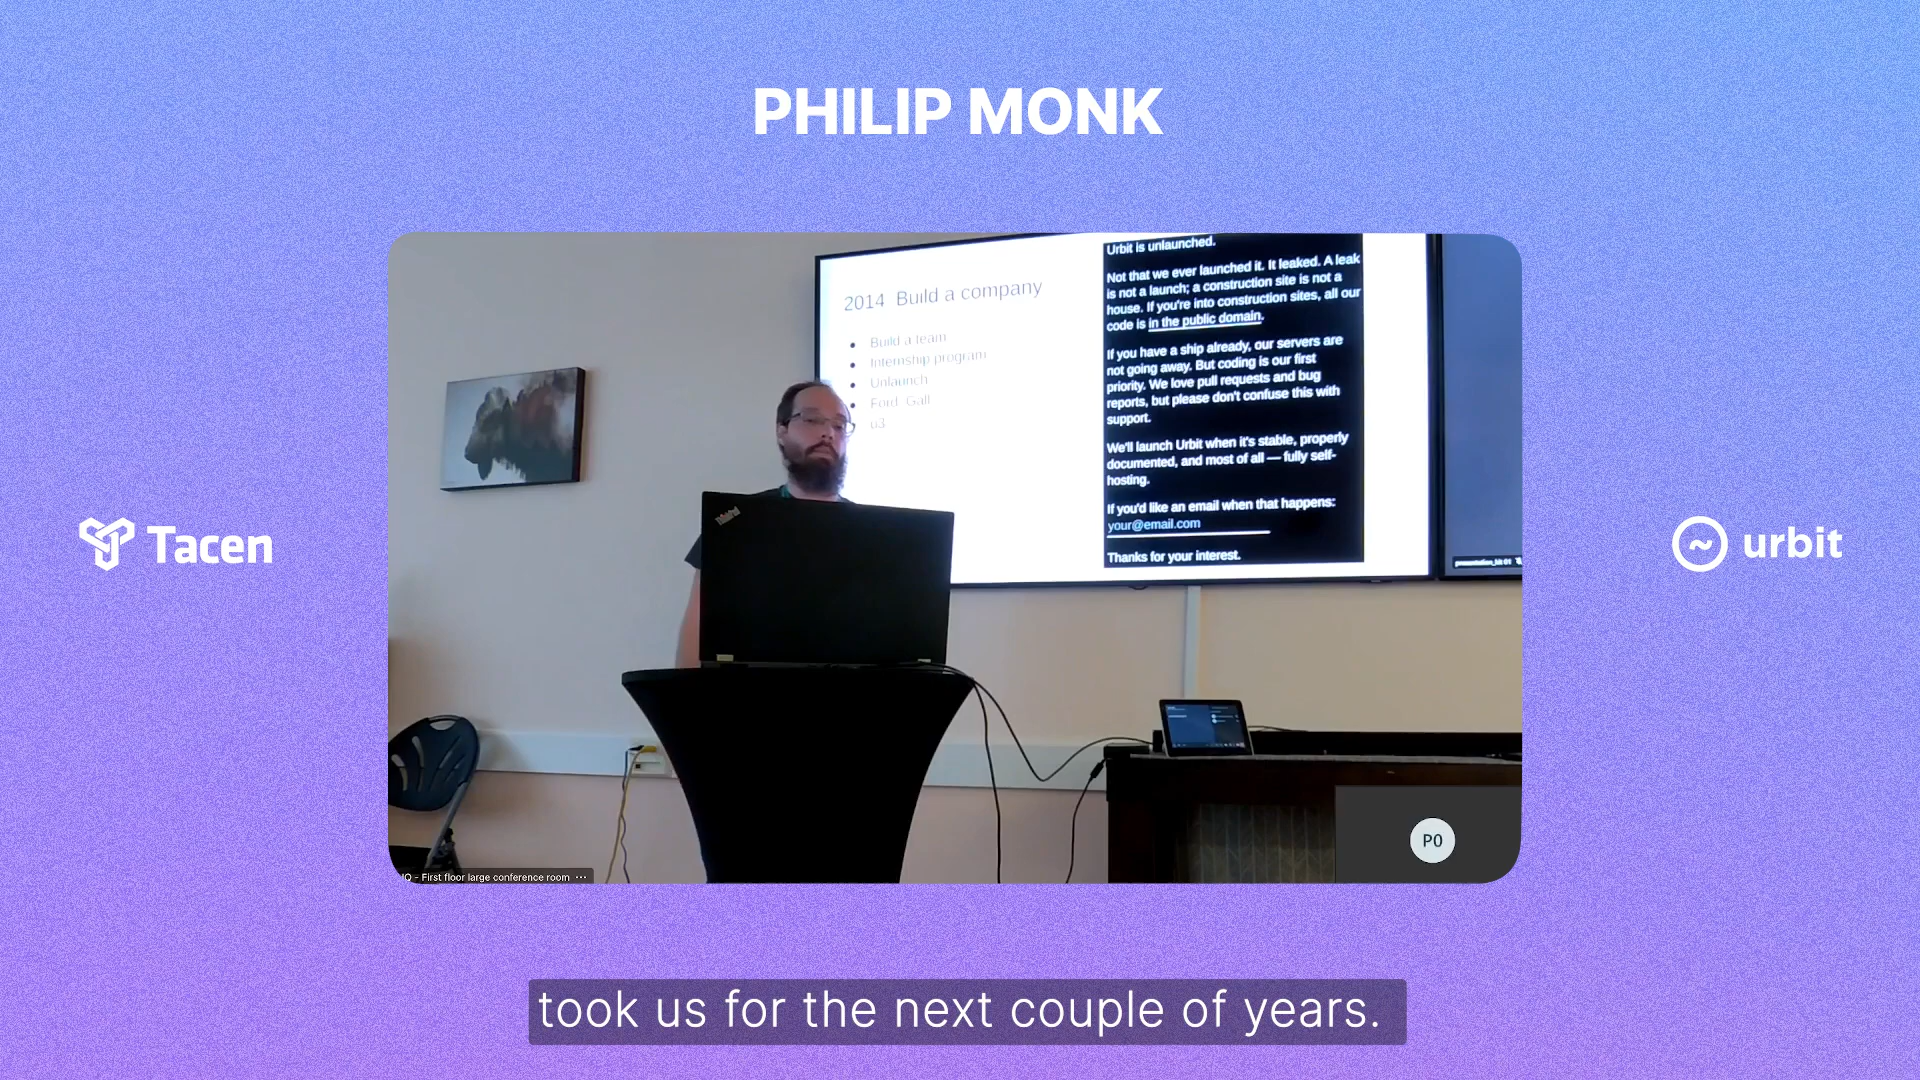 PHILIP MONK
2014 Build a company
Build a team
Internship program
Unlaunch
Ford Gall
u3
Urbit is unlaunched.
Not that we ever launched it. It leaked. A leak
is not a launch; a construction site is not a
house. If you're into construction sites, all our
code is in the public domain.
If you have a ship already, our servers are
not going away. But coding is our first
priority. We love pull requests and bug
reports, but please don't confuse this with
support.
We'll launch Urbit when it's stable, properly
documented, and most of all — fully self-
hosting.
If you'd like an email when that happens:
your@email.com
Thanks for your interest.
Tacen
~ urbit
ThinkPad
P0
- First floor large conference room ...
took us for the next couple of years.